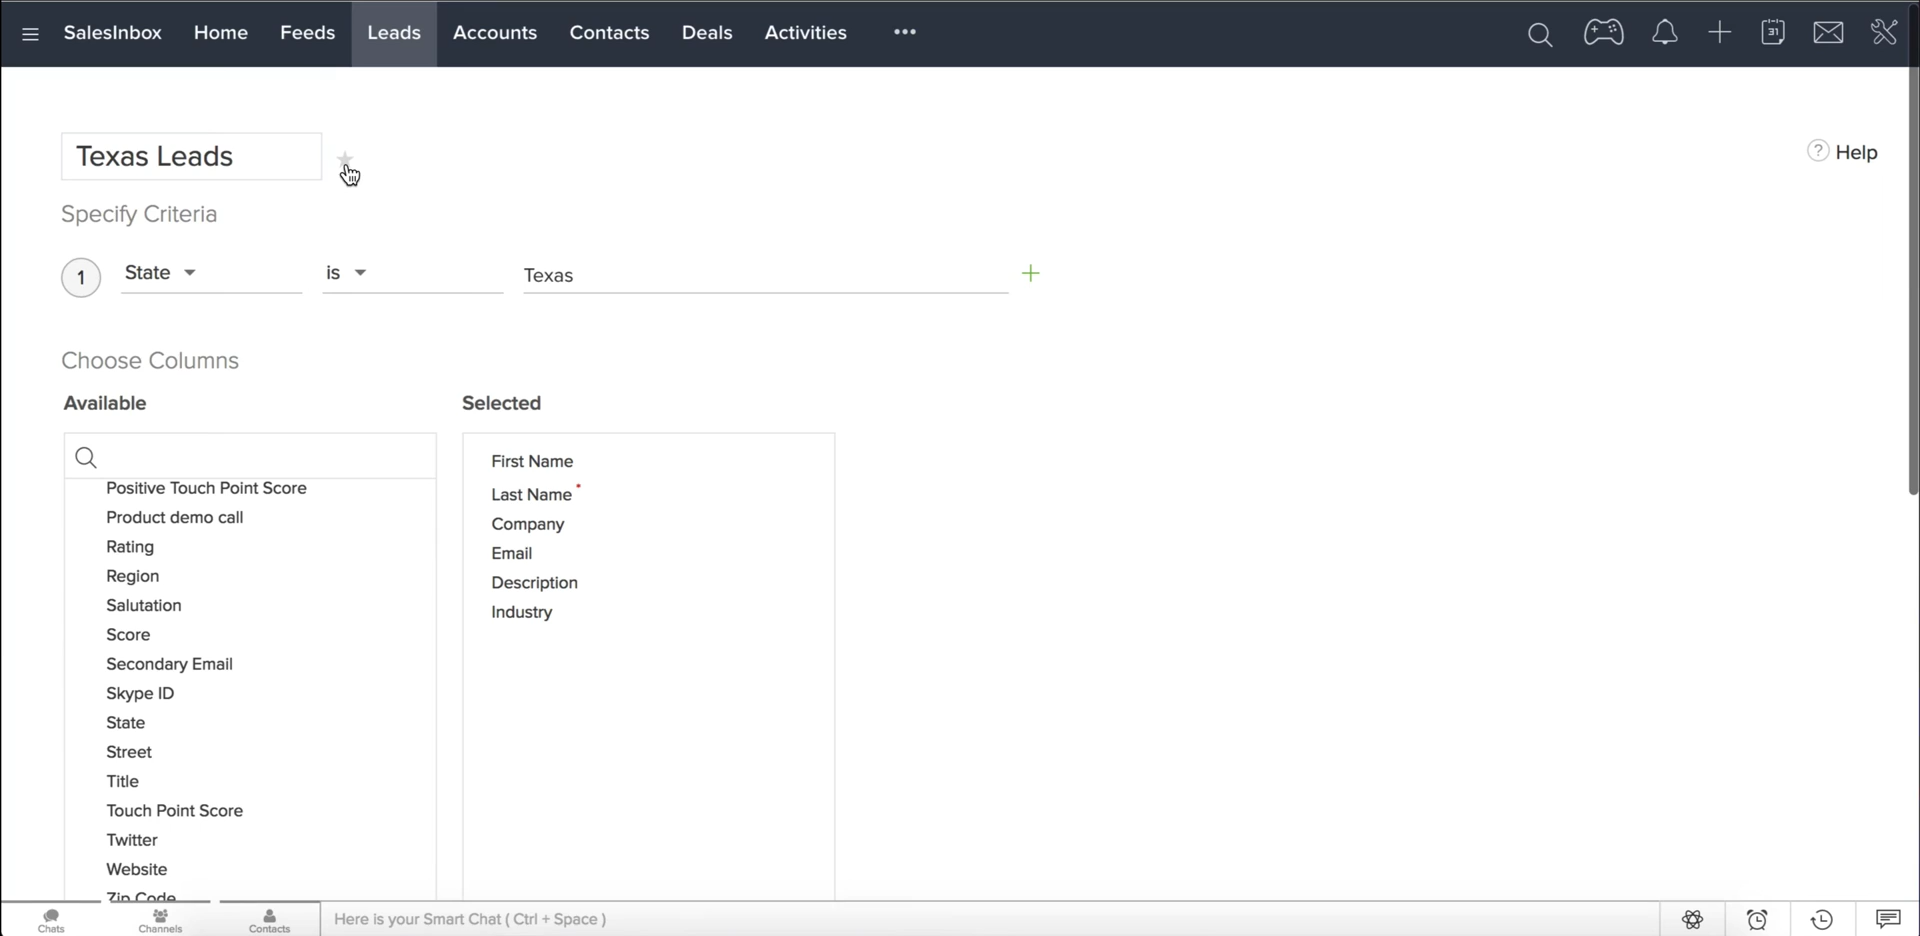 SalesInbox Home Feeds Leads Accounts Contacts Deals Activities •••
31
Texas Leads
? Help
Specify Criteria
1 State is Texas +
Choose Columns
Available
Positive Touch Point Score
Product demo call
Rating
Region
Salutation
Score
Secondary Email
Skype ID
State
Street
Title
Touch Point Score
Twitter
Website
Zip Code
Selected
First Name
Last Name *
Company
Email
Description
Industry
Chats Channels Contacts Here is your Smart Chat ( Ctrl + Space )